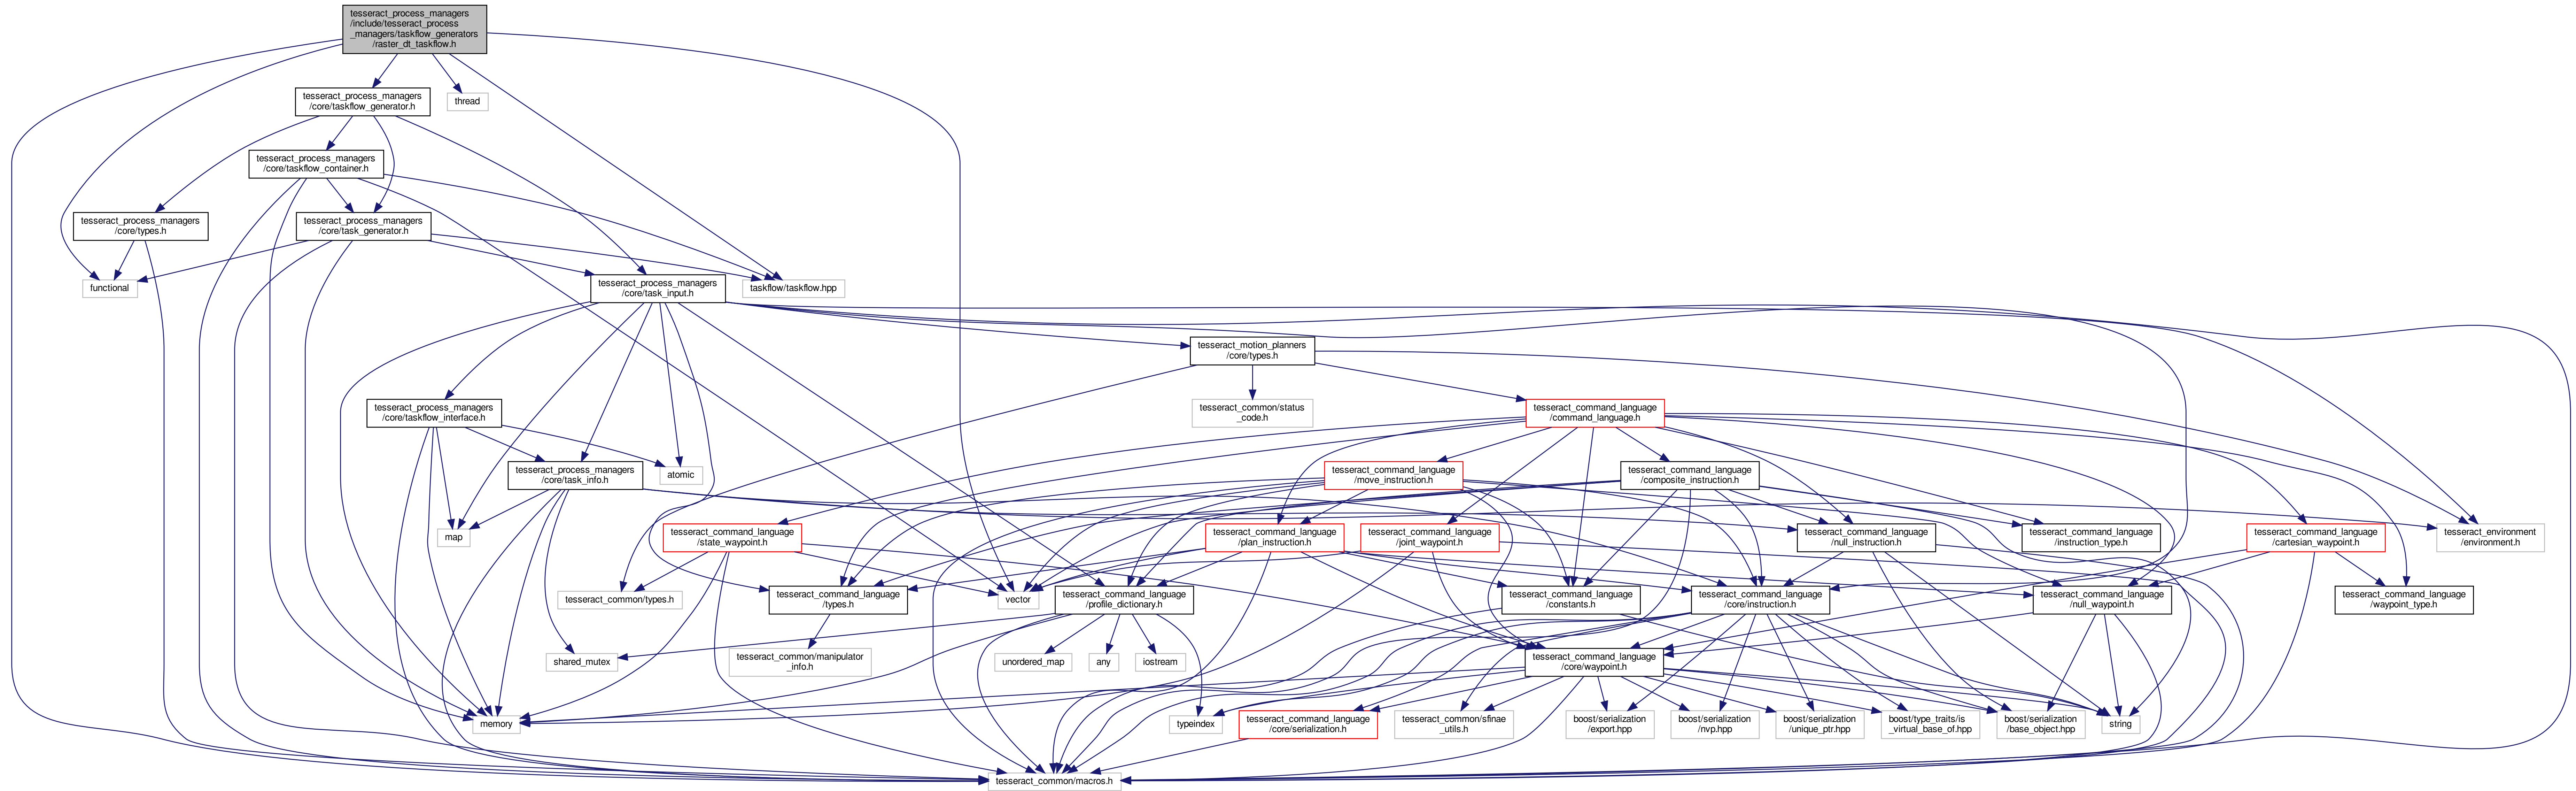 tesseract_process_managers
/include/tesseract_process
_managers/taskflow_generators
/raster_dt_taskflow.h
tesseract_process_managers
/core/taskflow_generator.h
thread
tesseract_process_managers
/core/taskflow_container.h
tesseract_process_managers
/core/types.h
tesseract_process_managers
/core/task_generator.h
functional
tesseract_process_managers
/core/task_input.h
taskflow/taskflow.hpp
tesseract_motion_planners
/core/types.h
tesseract_process_managers
/core/taskflow_interface.h
tesseract_common/status
_code.h
tesseract_command_language
/command_language.h
tesseract_process_managers
/core/task_info.h
atomic
tesseract_command_language
/move_instruction.h
tesseract_command_language
/composite_instruction.h
map
tesseract_command_language
/state_waypoint.h
tesseract_command_language
/plan_instruction.h
tesseract_command_language
/joint_waypoint.h
tesseract_command_language
/null_instruction.h
tesseract_command_language
/instruction_type.h
tesseract_command_language
/cartesian_waypoint.h
tesseract_environment
/environment.h
tesseract_common/types.h
tesseract_command_language
/types.h
vector
tesseract_command_language
/profile_dictionary.h
tesseract_command_language
/constants.h
tesseract_command_language
/core/instruction.h
tesseract_command_language
/null_waypoint.h
tesseract_command_language
/waypoint_type.h
shared_mutex
tesseract_common/manipulator
_info.h
unordered_map
any
iostream
tesseract_command_language
/core/waypoint.h
memory
typeindex
tesseract_command_language
/core/serialization.h
tesseract_common/sfinae
_utils.h
boost/serialization
/export.hpp
boost/serialization
/nvp.hpp
boost/serialization
/unique_ptr.hpp
boost/type_traits/is
_virtual_base_of.hpp
boost/serialization
/base_object.hpp
string
tesseract_common/macros.h